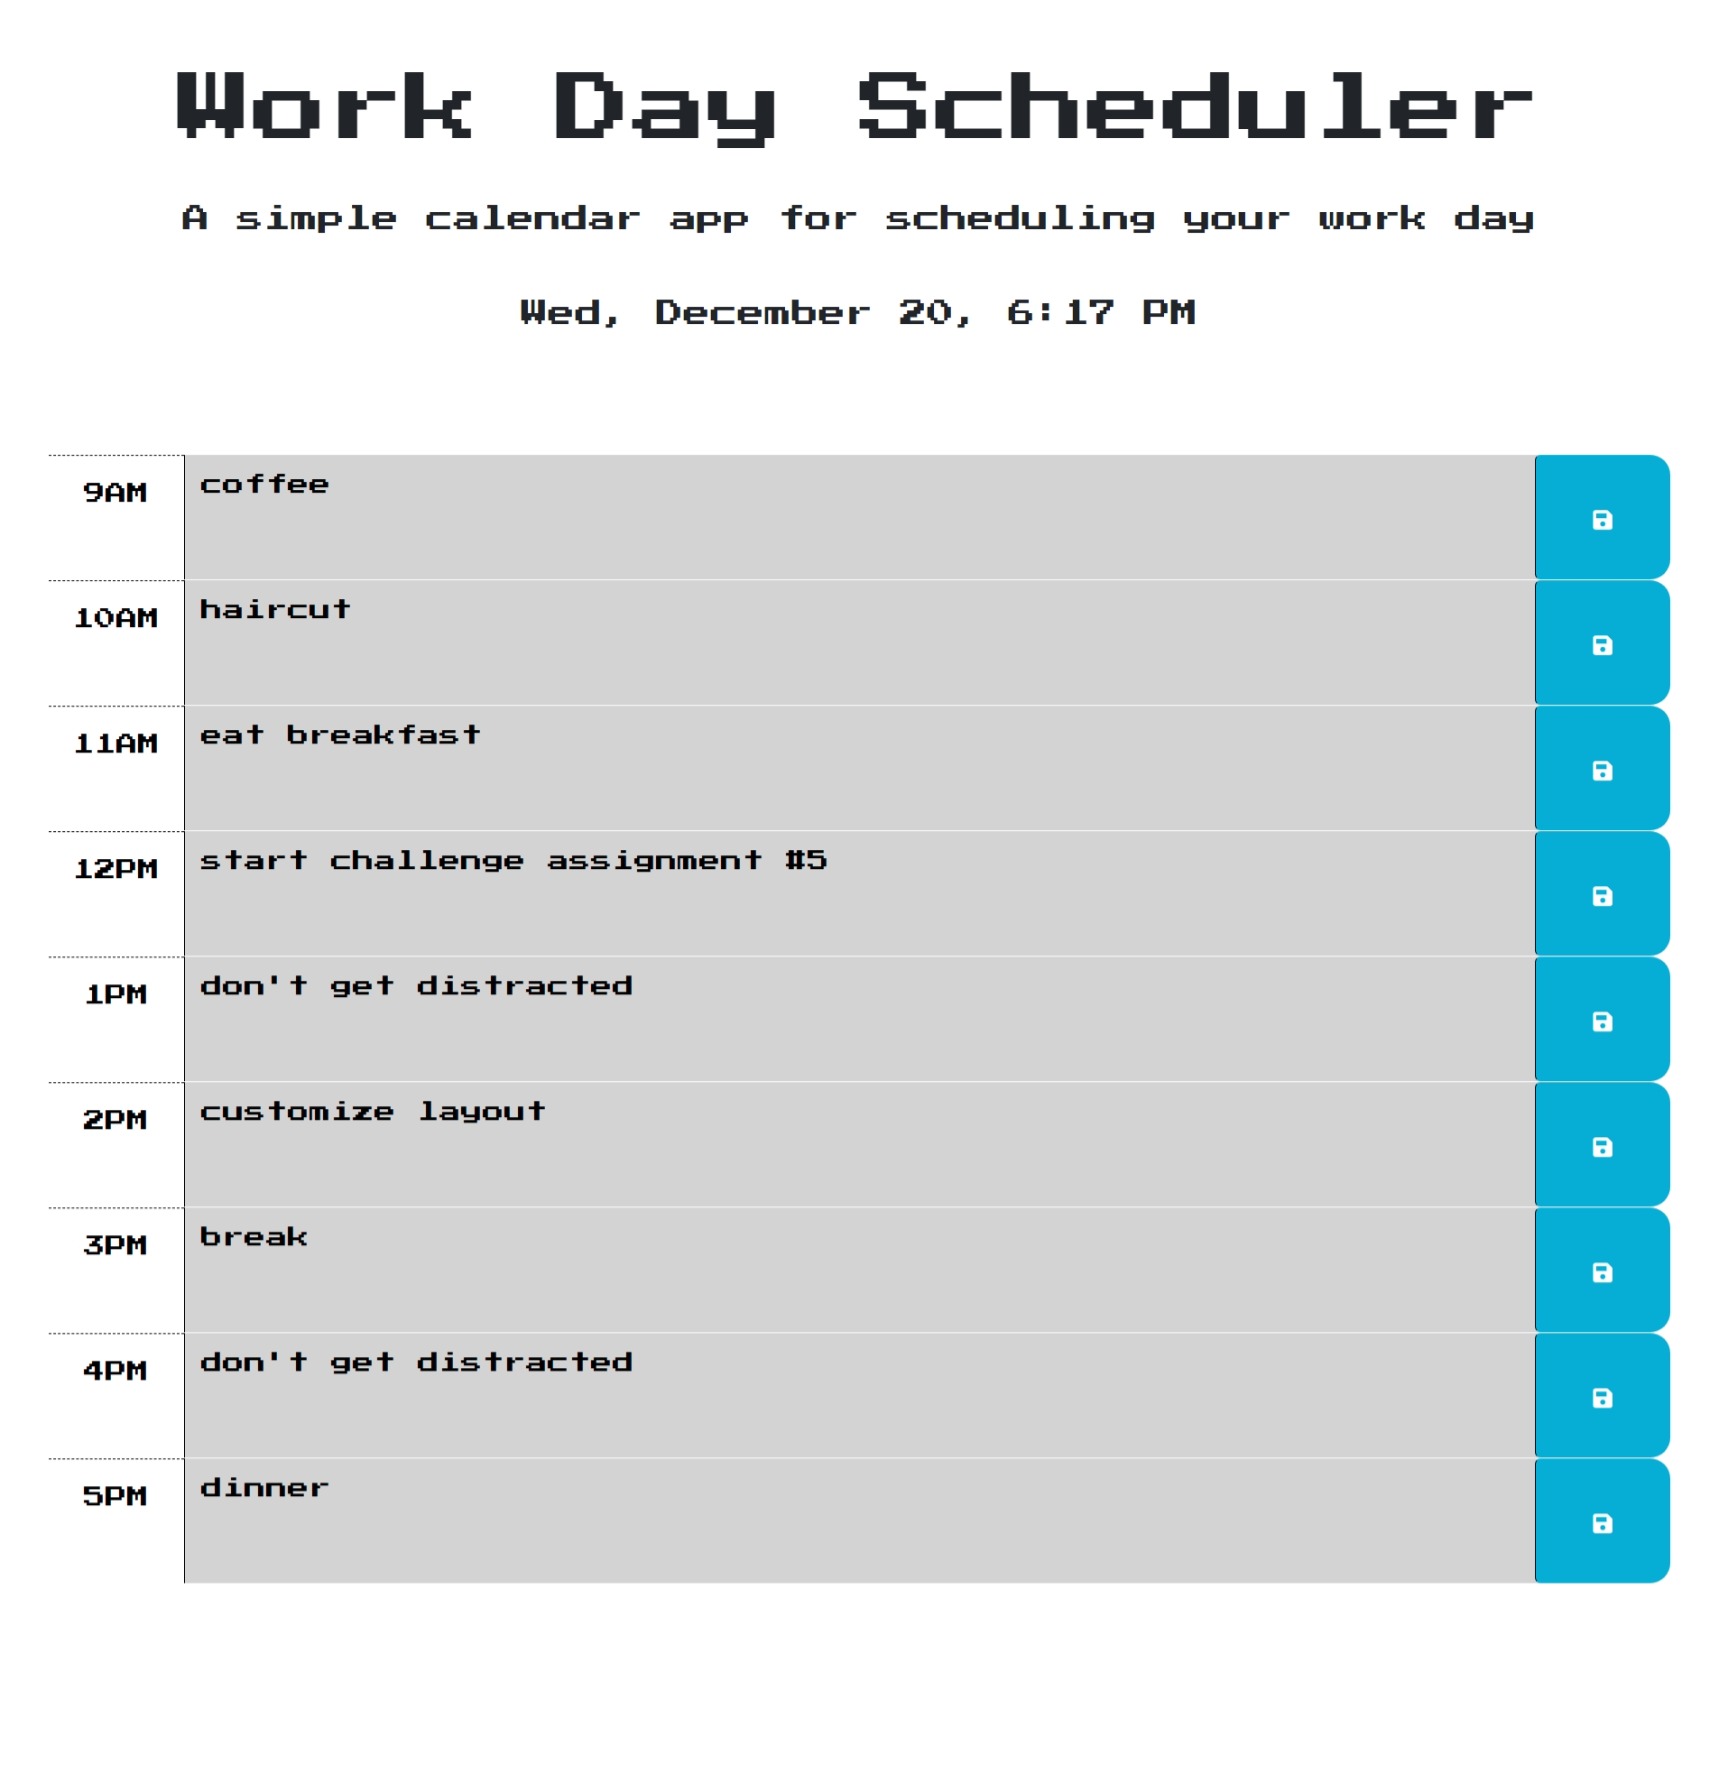 Work Day Scheduler
A simple calendar app for scheduling your work day
Wed, December 20, 6:17 PM
9AM coffee
10AM haircut
11AM eat breakfast
12PM start challenge assignment #5
1PM don't get distracted
2PM customize layout
3PM break
4PM don't get distracted
5PM dinner